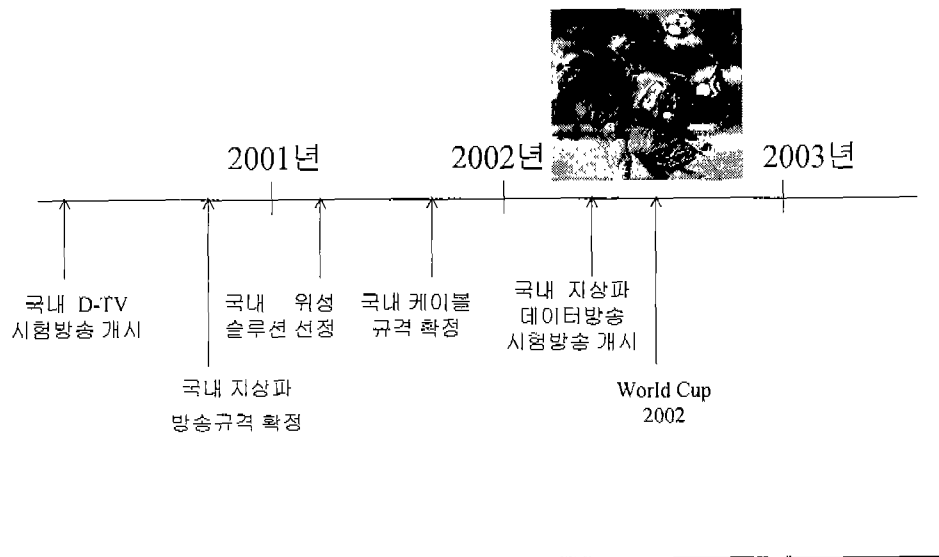 2001년
2002년
2003년
국내 D-TV
시험방송 개시
국내 지상파
방송규격 확정
국내 위성
슬루션 선정
국내 케이블
규격 확정
국내 지상파
데이터방송
시험방송 개시
World Cup
2002